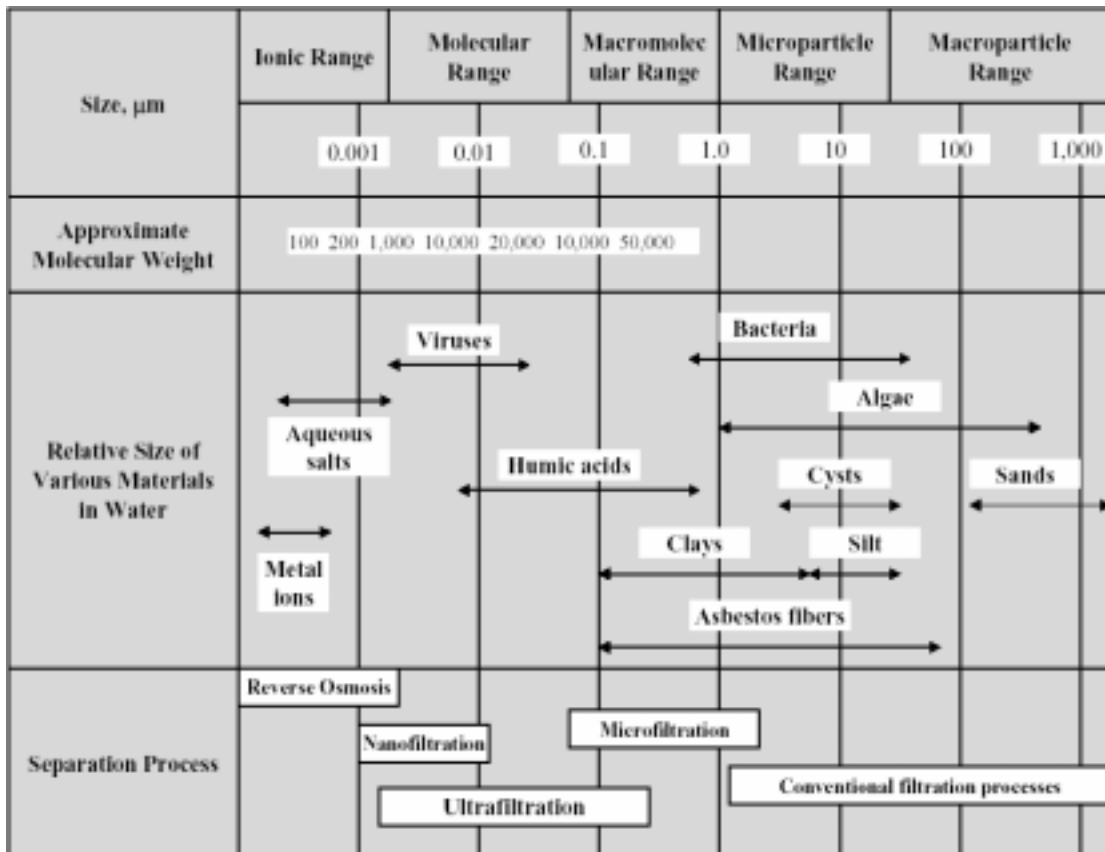 Size, μm
Ionic Range
Molecular
Range
Macromolec
ular Range
Microparticle
Range
Macroparticle
Range
0.001 0.01 0.1 1.0 10 100 1,000
Approximate
Molecular Weight
100 200 1,000 10,000 20,000 10,000 50,000
Relative Size of
Various Materials
in Water
Viruses
Bacteria
Algae
Aqueous
salts
Humic acids
Cysts
Sands
Metal
ions
Clays
Silt
Asbestos fibers
Separation Process
Reverse Osmosis
Nanofiltration
Microfiltration
Ultrafiltration
Conventional filtration processes